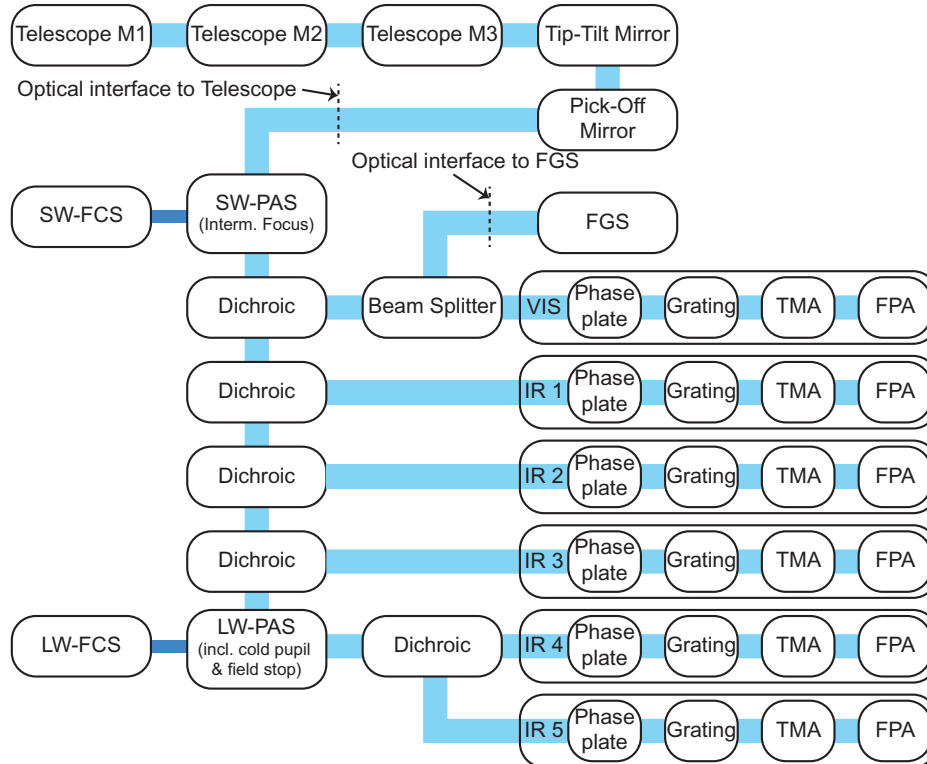 Telescope M1
Telescope M2
Telescope M3
Tip-Tilt Mirror
Optical interface to Telescope
Pick-Off
Mirror
Optical interface to FGS
SW-FCS
SW-PAS
(Interm. Focus)
FGS
Dichroic
Beam Splitter
VIS
Phase
plate
Grating
TMA
FPA
Dichroic
IR 1
Phase
plate
Grating
TMA
FPA
Dichroic
IR 2
Phase
plate
Grating
TMA
FPA
Dichroic
IR 3
Phase
plate
Grating
TMA
FPA
LW-FCS
LW-PAS
(incl. cold pupil
& field stop)
Dichroic
IR 4
Phase
plate
Grating
TMA
FPA
IR 5
Phase
plate
Grating
TMA
FPA